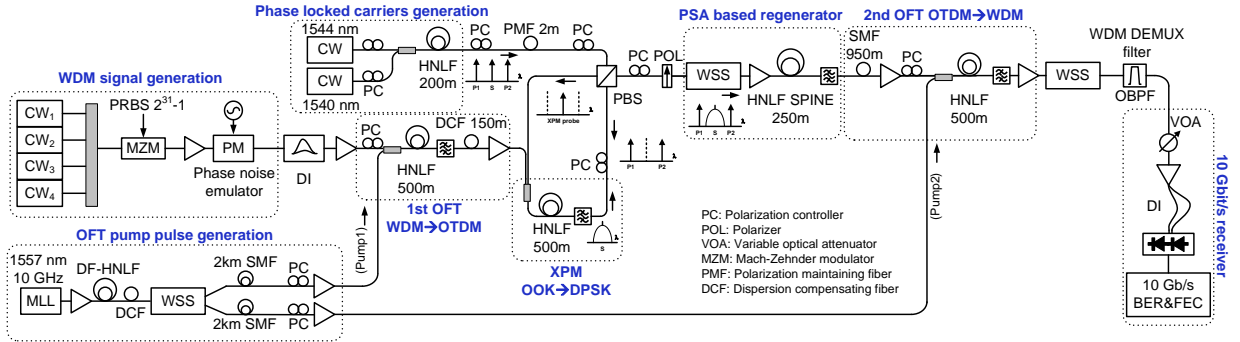 Phase locked carriers generation
1544 nm
CW
PC
CW
PC
1540 nm
HNLF
200m
PC
PMF 2m
PC
P1 S P2
λ
PBS
PC
POL
XPM probe
λ
PC
P1 P2
λ
PSA based regenerator
WSS
P1 S P2
λ
HNLF SPINE
250m
2nd OFT OTDM→WDM
SMF
950m
PC
HNLF
500m
WSS
WDM DEMUX
filter
OBPF
VOA
DI
10 Gb/s
BER&FEC
10 Gbit/s receiver
WDM signal generation
CW1
CW2
CW3
CW4
PRBS 2^31-1
MZM
PM
Phase noise
emulator
DI
PC
DCF 150m
HNLF
500m
1st OFT
WDM→OTDM
HNLF
500m
S
λ
XPM
OOK→DPSK
(Pump1)
(Pump2)
OFT pump pulse generation
1557 nm
10 GHz
MLL
DF-HNLF
DCF
WSS
2km SMF
PC
2km SMF
PC
PC: Polarization controller
POL: Polarizer
VOA: Variable optical attenuator
MZM: Mach-Zehnder modulator
PMF: Polarization maintaining fiber
DCF: Dispersion compensating fiber